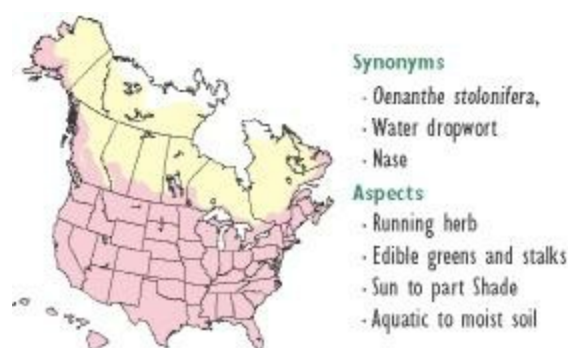 Synonyms
· Oenanthe stolonifera,
· Water dropwort
· Nase
Aspects
· Running herb
· Edible greens and stalks
· Sun to part Shade
· Aquatic to moist soil